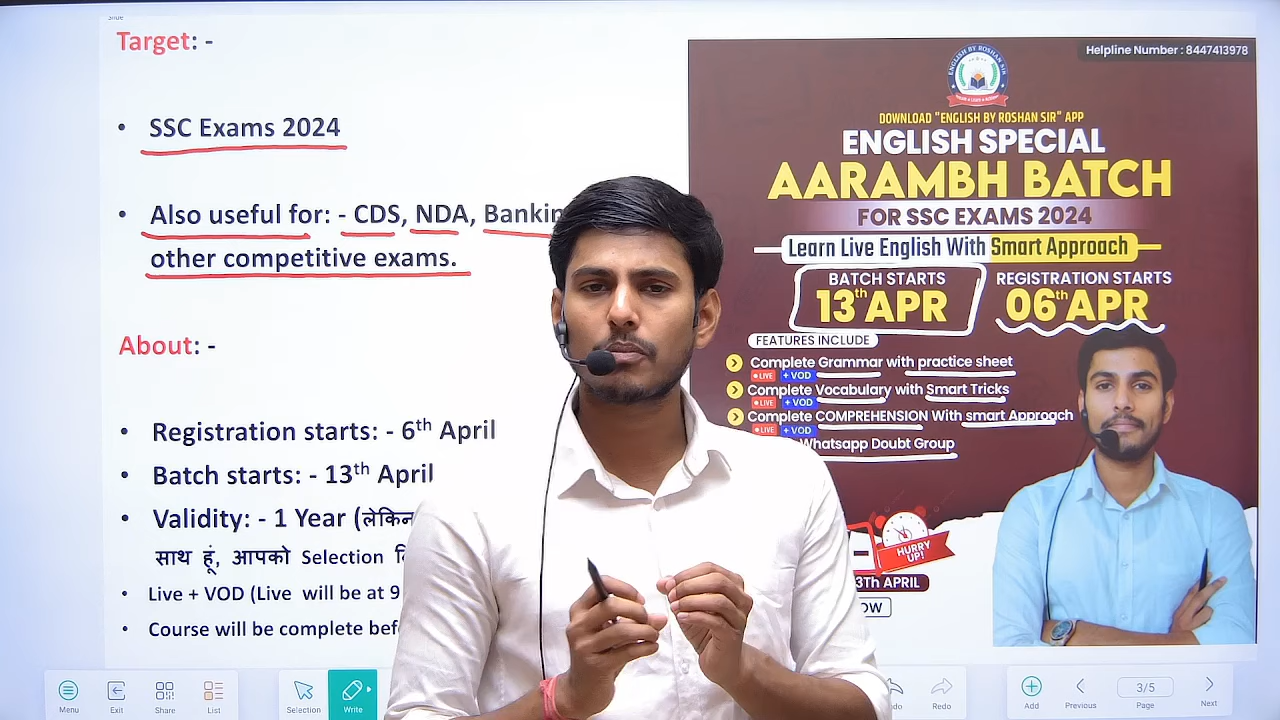 Slide
Target: -
• SSC Exams 2024
• Also useful for: - CDS, NDA,
other competitive exams.
About: -
• Registration starts: - 6th April
• Batch starts: - 13th April
• Validity: - 1 Year (लेकिन
साथ हूं, आपको Selection
• Live + VOD (Live will be at 9
• Course will be complete
Helpline Number : 8447413978
ENGLISH BY ROSHAN SIR
DOWNLOAD "ENGLISH BY ROSHAN SIR" APP
ENGLISH SPECIAL
AARAMBH BATCH
FOR SSC EXAMS 2024
Learn Live English With Smart Approach
BATCH STARTS
13th APR
REGISTRATION STARTS
06th APR
FEATURES INCLUDE
Complete Grammar with practice sheet
LIVE + VOD
Complete Vocabulary with Smart Tricks
LIVE + VOD
Complete COMPREHENSION With smart Approach
LIVE + VOD
Whatsapp Doubt Group
HURRY UP!
3Th APRIL
Menu
Exit
Share
List
Selection
Write
Redo
Add
Previous
3/5
Page
Next